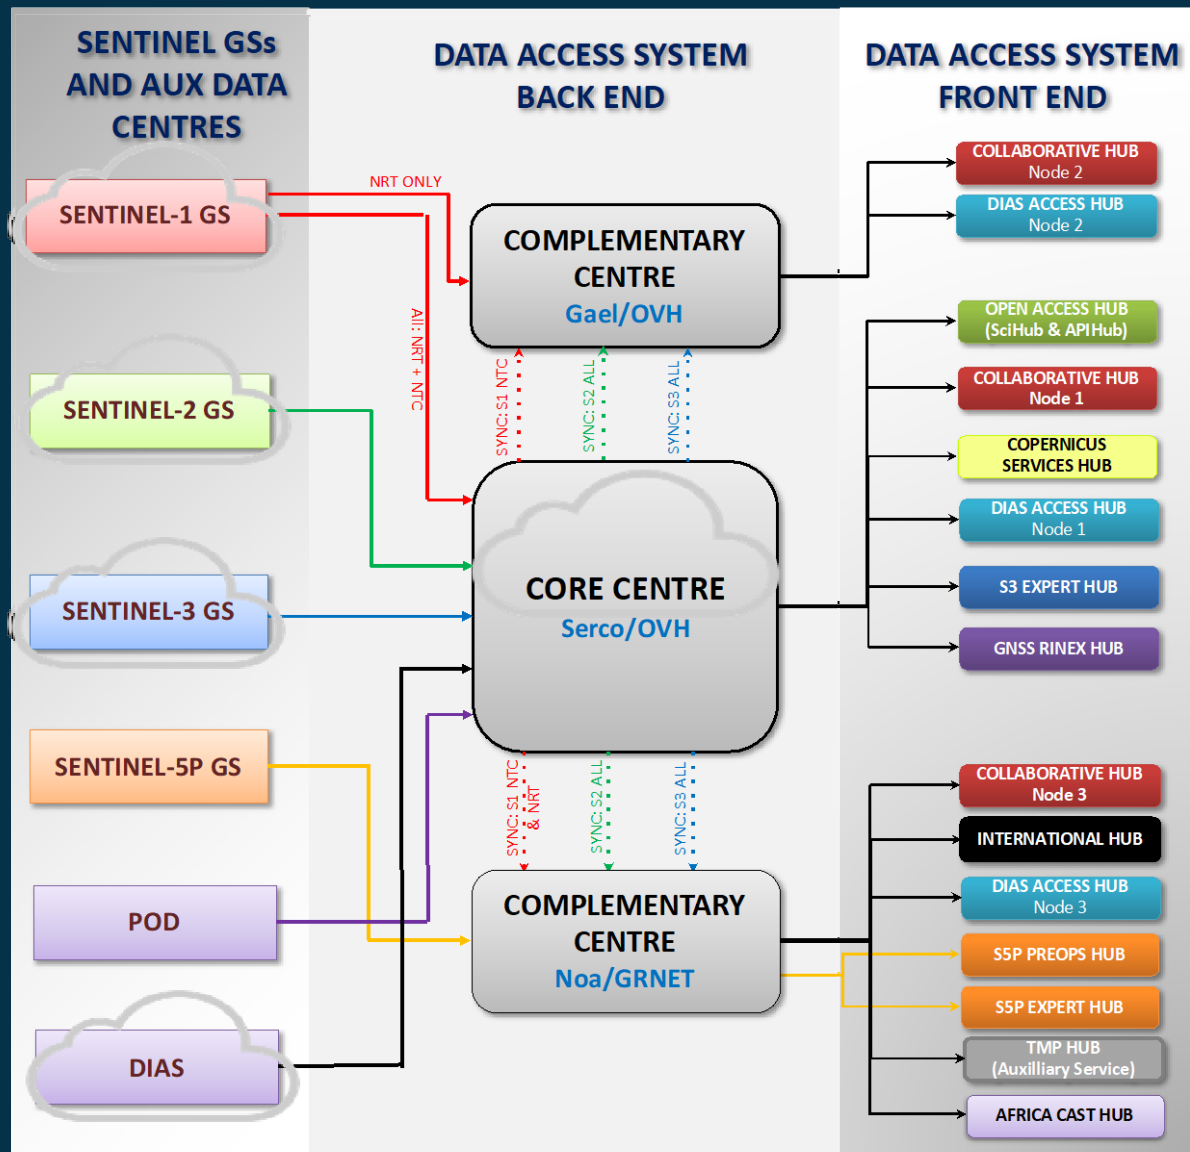 SENTINEL GSs
AND AUX DATA
CENTRES
DATA ACCESS SYSTEM
BACK END
DATA ACCESS SYSTEM
FRONT END
SENTINEL-1 GS
SENTINEL-2 GS
SENTINEL-3 GS
SENTINEL-5P GS
POD
DIAS
NRT ONLY
All: NRT + NTC
COMPLEMENTARY
CENTRE
Gael/OVH
SYNC: S1 NTC
SYNC: S2 ALL
SYNC: S3 ALL
CORE CENTRE
Serco/OVH
SYNC: S1 NTC
& NRT
SYNC: S2 ALL
SYNC: S3 ALL
COMPLEMENTARY
CENTRE
Noa/GRNET
COLLABORATIVE HUB
Node 2
DIAS ACCESS HUB
Node 2
OPEN ACCESS HUB
(SciHub & APIHub)
COLLABORATIVE HUB
Node 1
COPERNICUS
SERVICES HUB
DIAS ACCESS HUB
Node 1
S3 EXPERT HUB
GNSS RINEX HUB
COLLABORATIVE HUB
Node 3
INTERNATIONAL HUB
DIAS ACCESS HUB
Node 3
S5P PREOPS HUB
S5P EXPERT HUB
TMP HUB
(Auxilliary Service)
AFRICA CAST HUB